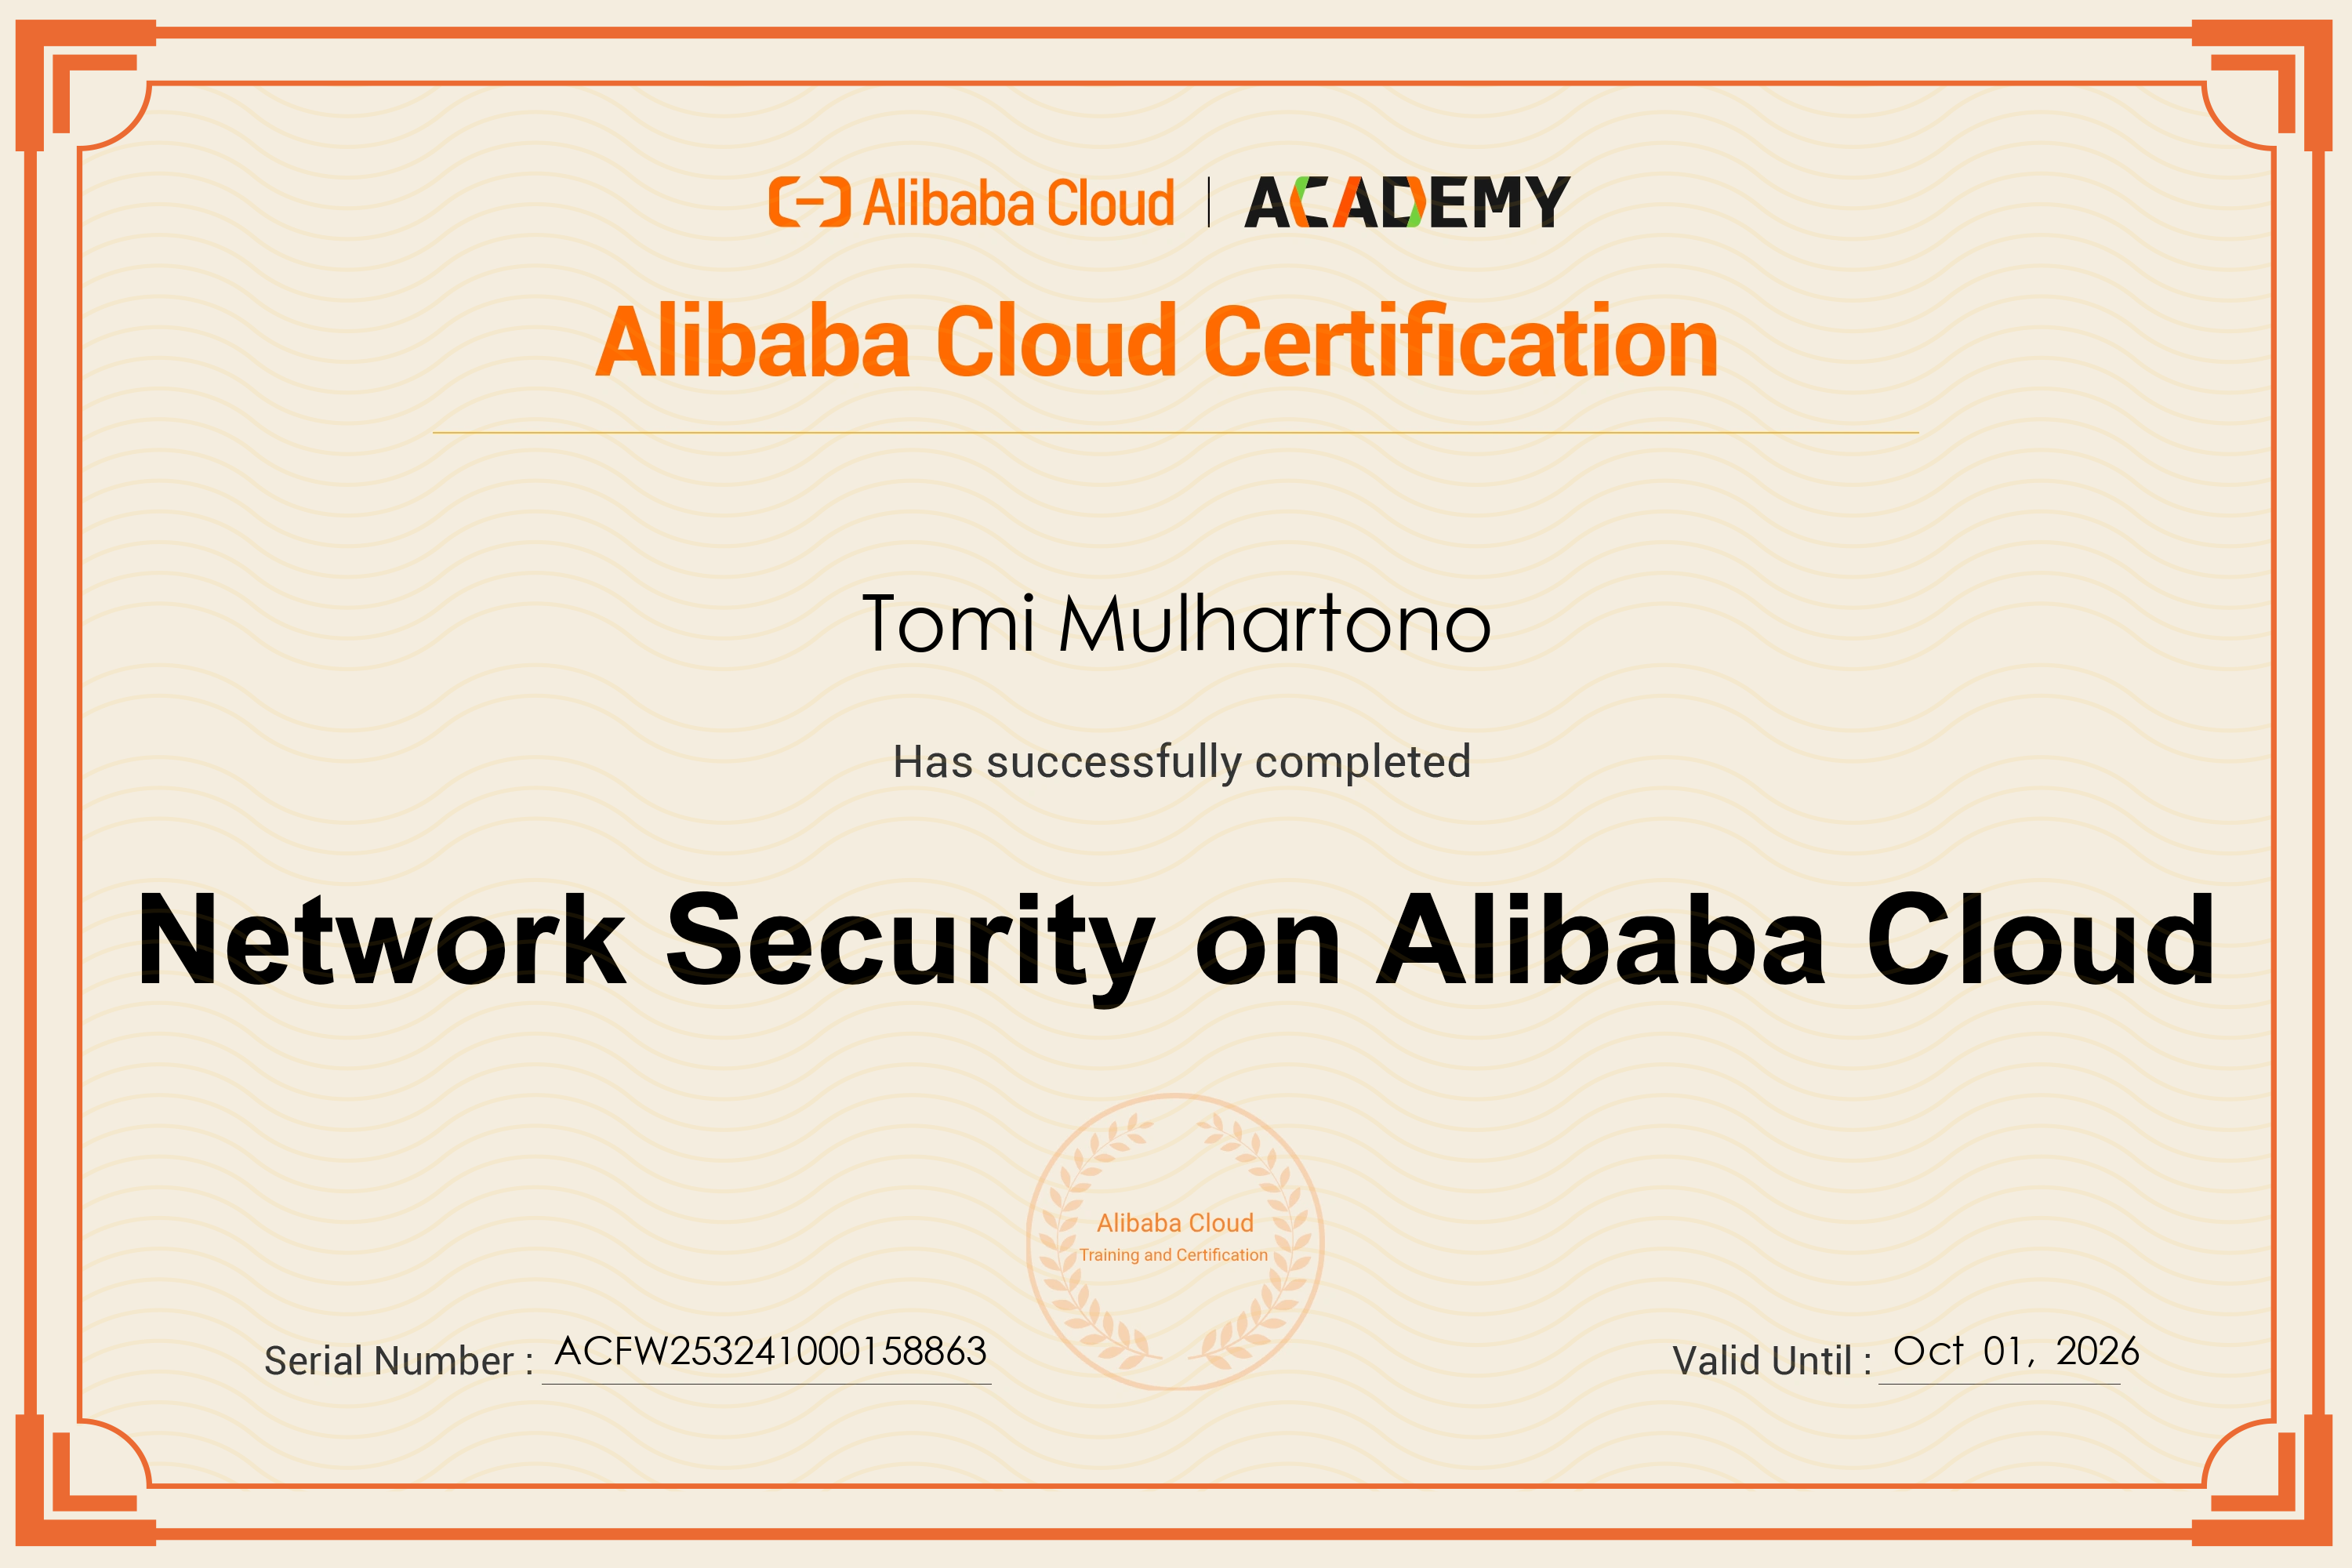 Alibaba Cloud | ACADEMY
Alibaba Cloud Certification
Tomi Mulhartono
Has successfully completed
Network Security on Alibaba Cloud
Alibaba Cloud
Training and Certification
Serial Number : ACFW253241000158863
Valid Until : Oct 01, 2026